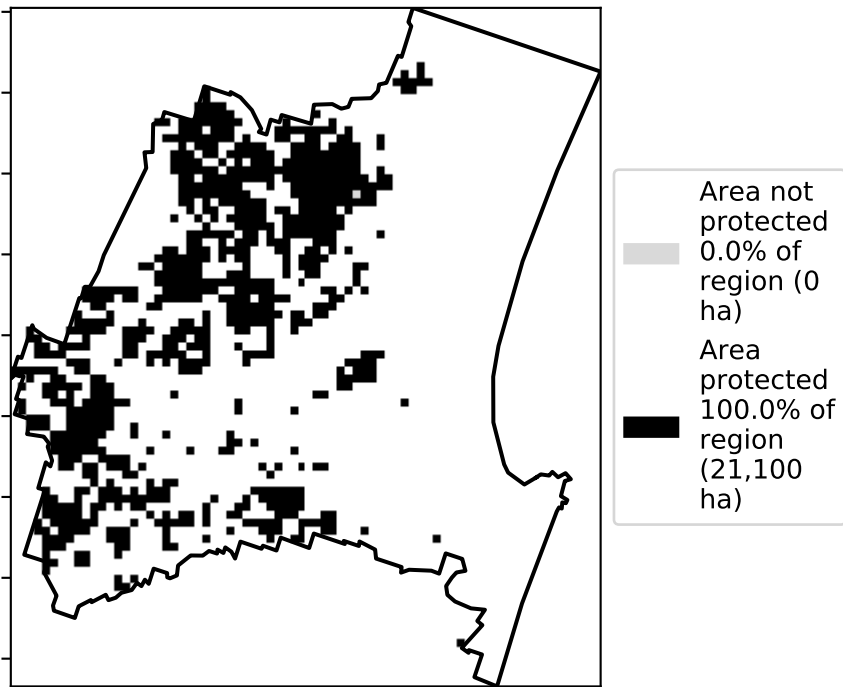 Area not
protected
0.0% of
region (0
ha)
Area
protected
100.0% of
region
(21,100
ha)